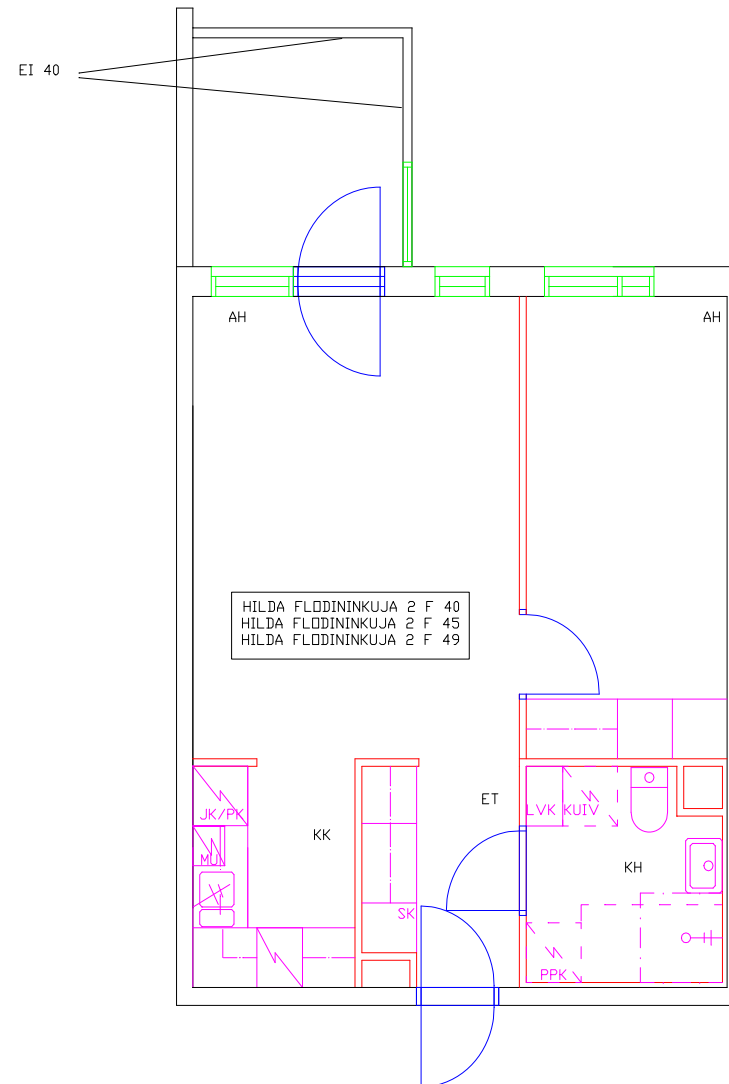 EI 40
AH
AH
HILDA FLODININKUJA 2 F 40
HILDA FLODININKUJA 2 F 45
HILDA FLODININKUJA 2 F 49
ET
JK/PK
LVK KUIV
KK
MU
KH
SK
PPK